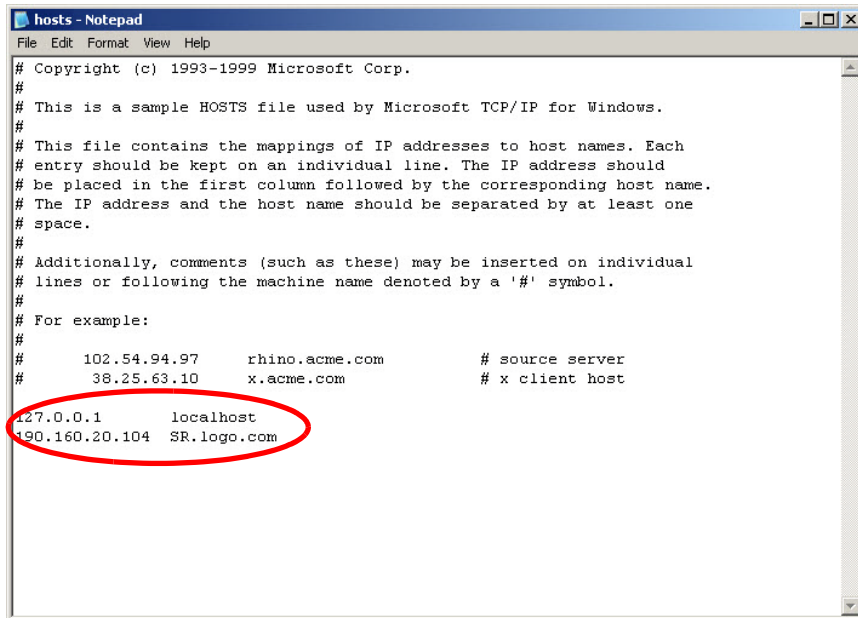 hosts - Notepad
File Edit Format View Help
# Copyright (c) 1993-1999 Microsoft Corp.
#
# This is a sample HOSTS file used by Microsoft TCP/IP for Windows.
#
# This file contains the mappings of IP addresses to host names. Each
# entry should be kept on an individual line. The IP address should
# be placed in the first column followed by the corresponding host name.
# The IP address and the host name should be separated by at least one
# space.
#
# Additionally, comments (such as these) may be inserted on individual
# lines or following the machine name denoted by a '#' symbol.
#
# For example:
#
#      102.54.94.97     rhino.acme.com          # source server
#       38.25.63.10     x.acme.com              # x client host
127.0.0.1       localhost
190.160.20.104  SR.logo.com